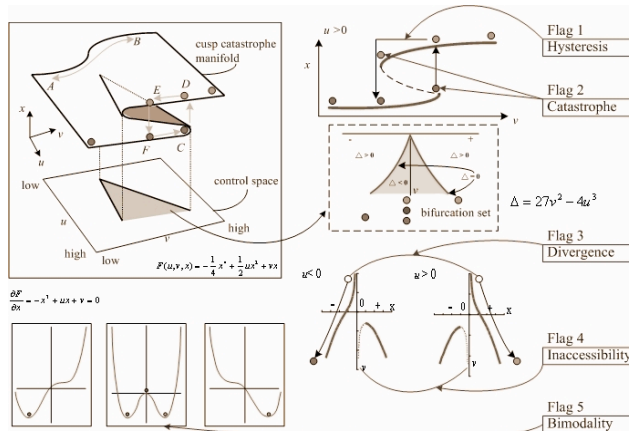 cusp catastrophe
manifold
B
A
E
D
F
C
x
v
u
low
high
u
low
v
high
control space
F(u,v,x) = -1/4 x⁴ + 1/2 ux² + vx
∂F/∂x = -x³ + ux + v = 0
x
u > 0
v
Flag 1
Hysteresis
Flag 2
Catastrophe
- +
Δ > 0 Δ > 0
Δ < 0 Δ = 0
v
bifurcation set
Δ = 27v² - 4u³
Flag 3
Divergence
u < 0 u > 0
- 0 + x
- 0 + x
v
v
Flag 4
Inaccessibility
Flag 5
Bimodality